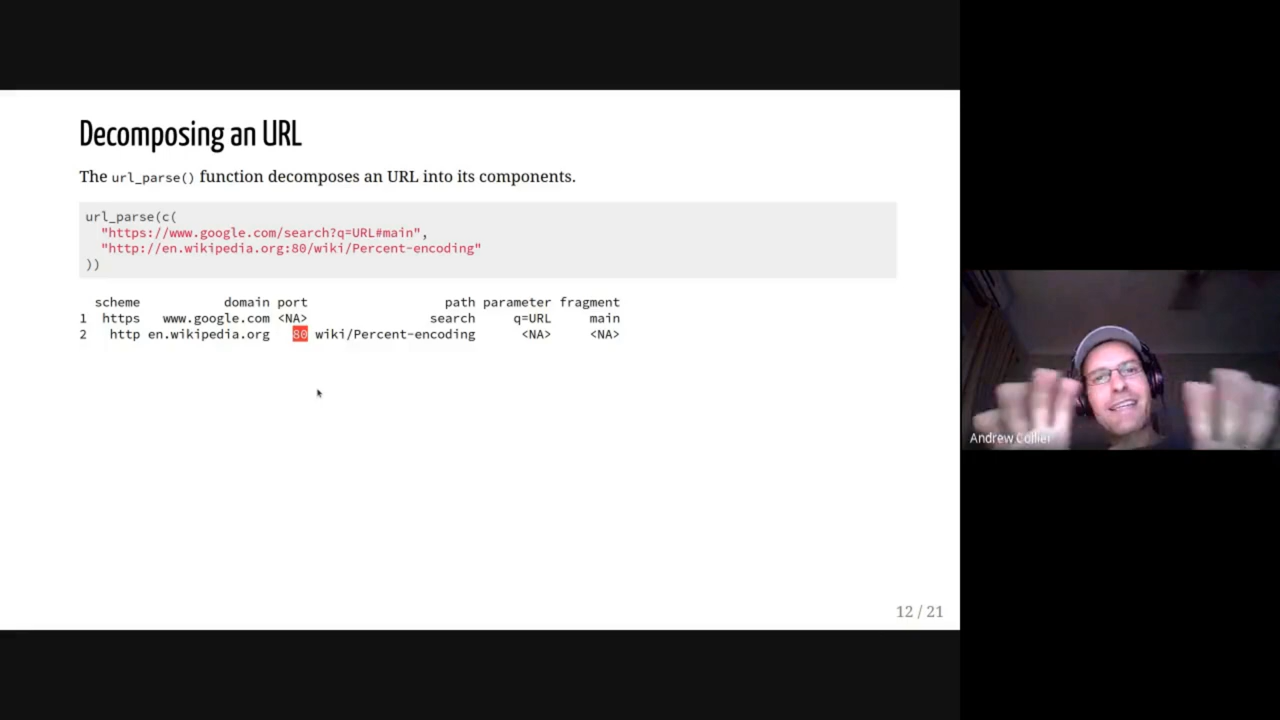 Decomposing an URL
The url_parse() function decomposes an URL into its components.
url_parse(c(
"https://www.google.com/search?q=URL#main",
"http://en.wikipedia.org:80/wiki/Percent-encoding"
))
scheme domain port path parameter fragment
1 https www.google.com <NA> search q=URL main
2 http en.wikipedia.org 80 wiki/Percent-encoding <NA> <NA>
Andrew Collier
12 / 21